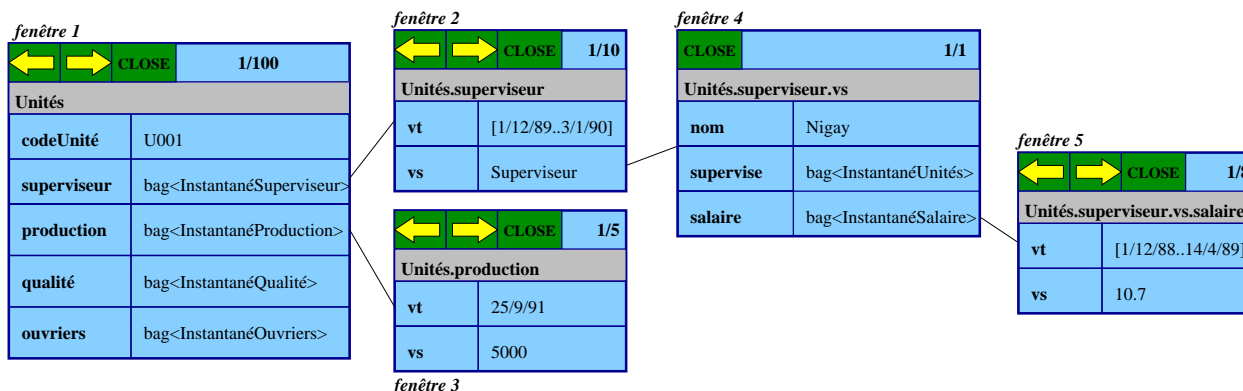 fenêtre 1
CLOSE 1/100
Unités
codeUnité U001
superviseur bag<InstantanéSuperviseur>
production bag<InstantanéProduction>
qualité bag<InstantanéQualité>
ouvriers bag<InstantanéOuvriers>
fenêtre 2
CLOSE 1/10
Unités.superviseur
vt [1/12/89..3/1/90]
vs Superviseur
CLOSE 1/5
Unités.production
vt 25/9/91
vs 5000
fenêtre 3
fenêtre 4
CLOSE 1/1
Unités.superviseur.vs
nom Nigay
supervise bag<InstantanéUnités>
salaire bag<InstantanéSalaire>
fenêtre 5
CLOSE 1/8
Unités.superviseur.vs.salaire
vt [1/12/88..14/4/89]
vs 10.7